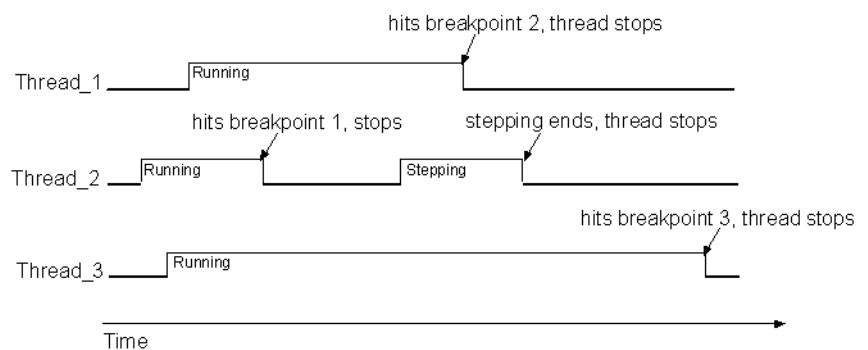 hits breakpoint 2, thread stops
Thread_1
Running
hits breakpoint 1, stops
stepping ends, thread stops
Thread_2
Running
Stepping
hits breakpoint 3, thread stops
Thread_3
Running
Time